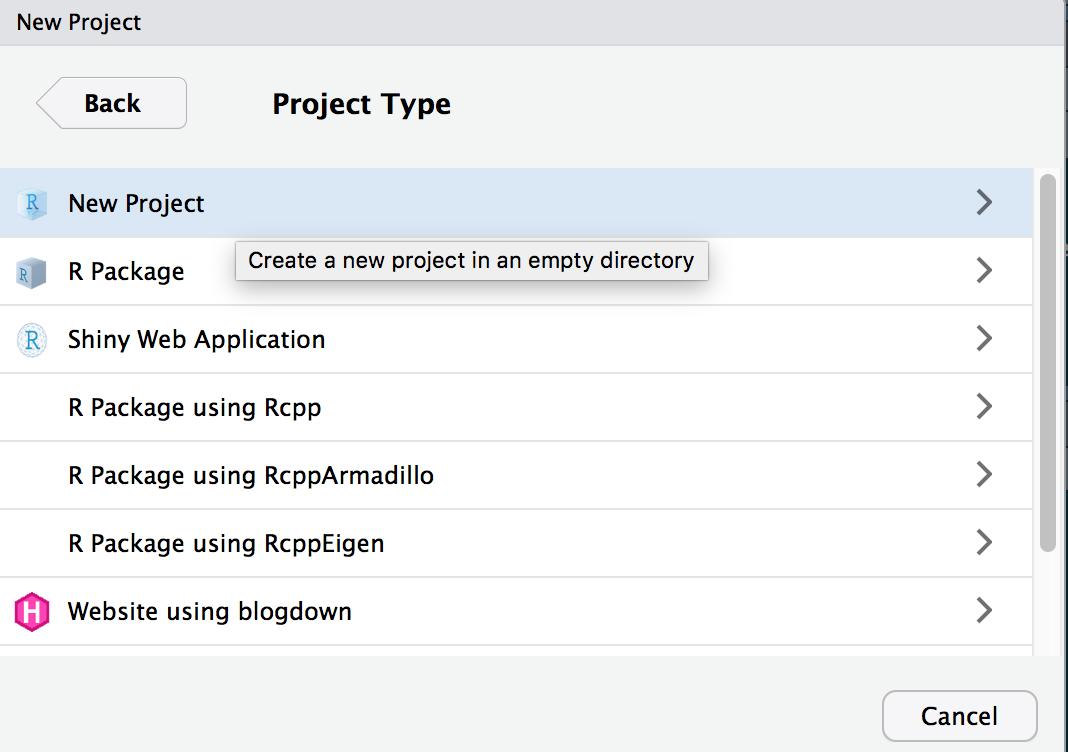 New Project
Back
Project Type
R New Project
Create a new project in an empty directory
R R Package
R Shiny Web Application
R Package using Rcpp
R Package using RcppArmadillo
R Package using RcppEigen
H Website using blogdown
Cancel